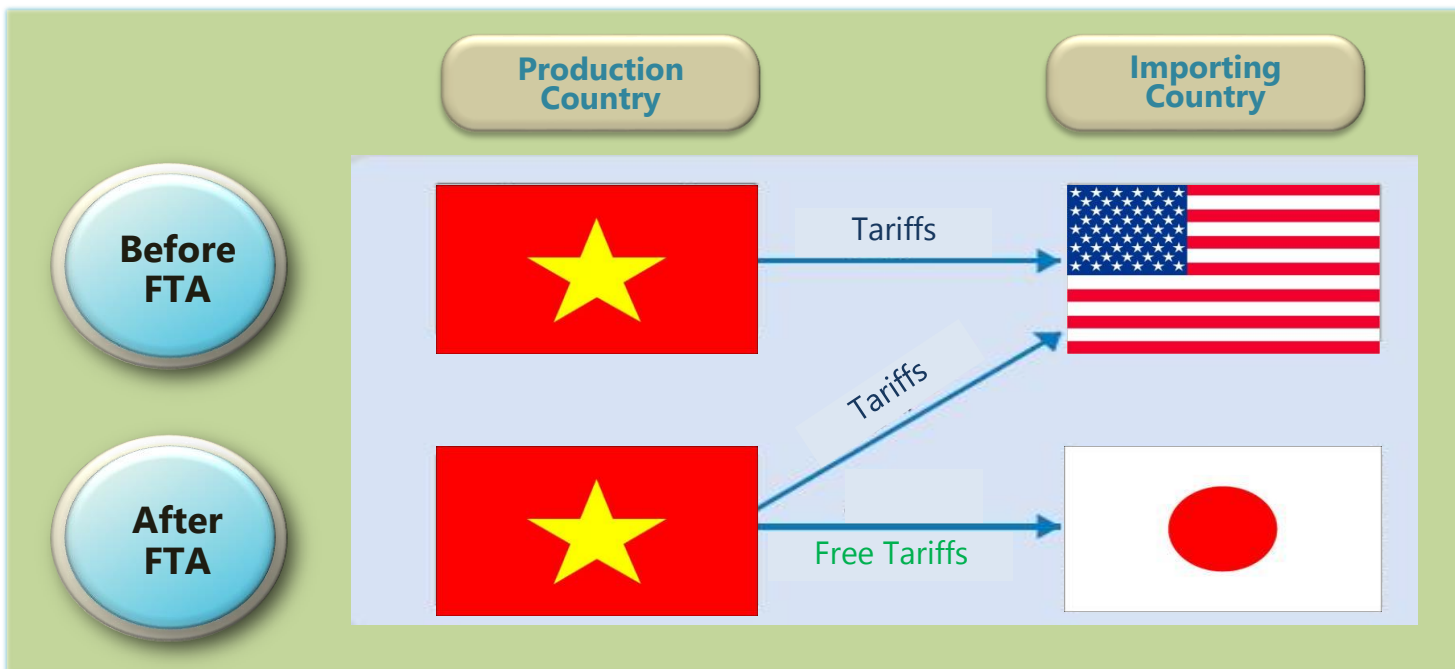 Production
Country
Importing
Country
Before
FTA
Tariffs
Tariffs
After
FTA
Free Tariffs